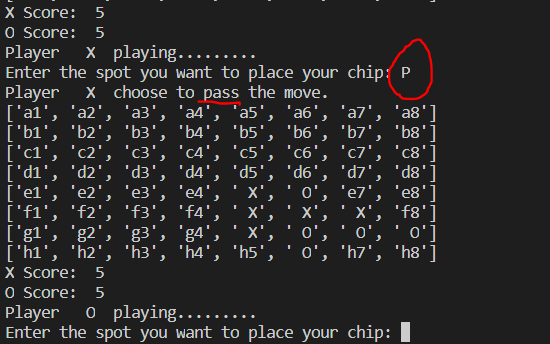 X Score:  5
O Score:  5
Player   X  playing.........
Enter the spot you want to place your chip: P
Player   X  choose to pass the move.
['a1', 'a2', 'a3', 'a4', 'a5', 'a6', 'a7', 'a8']
['b1', 'b2', 'b3', 'b4', 'b5', 'b6', 'b7', 'b8']
['c1', 'c2', 'c3', 'c4', 'c5', 'c6', 'c7', 'c8']
['d1', 'd2', 'd3', 'd4', 'd5', 'd6', 'd7', 'd8']
['e1', 'e2', 'e3', 'e4', ' X', ' O', 'e7', 'e8']
['f1', 'f2', 'f3', 'f4', ' X', ' X', ' X', 'f8']
['g1', 'g2', 'g3', 'g4', ' X', ' O', ' O', ' O']
['h1', 'h2', 'h3', 'h4', 'h5', ' O', 'h7', 'h8']
X Score:  5
O Score:  5
Player   O  playing.........
Enter the spot you want to place your chip: